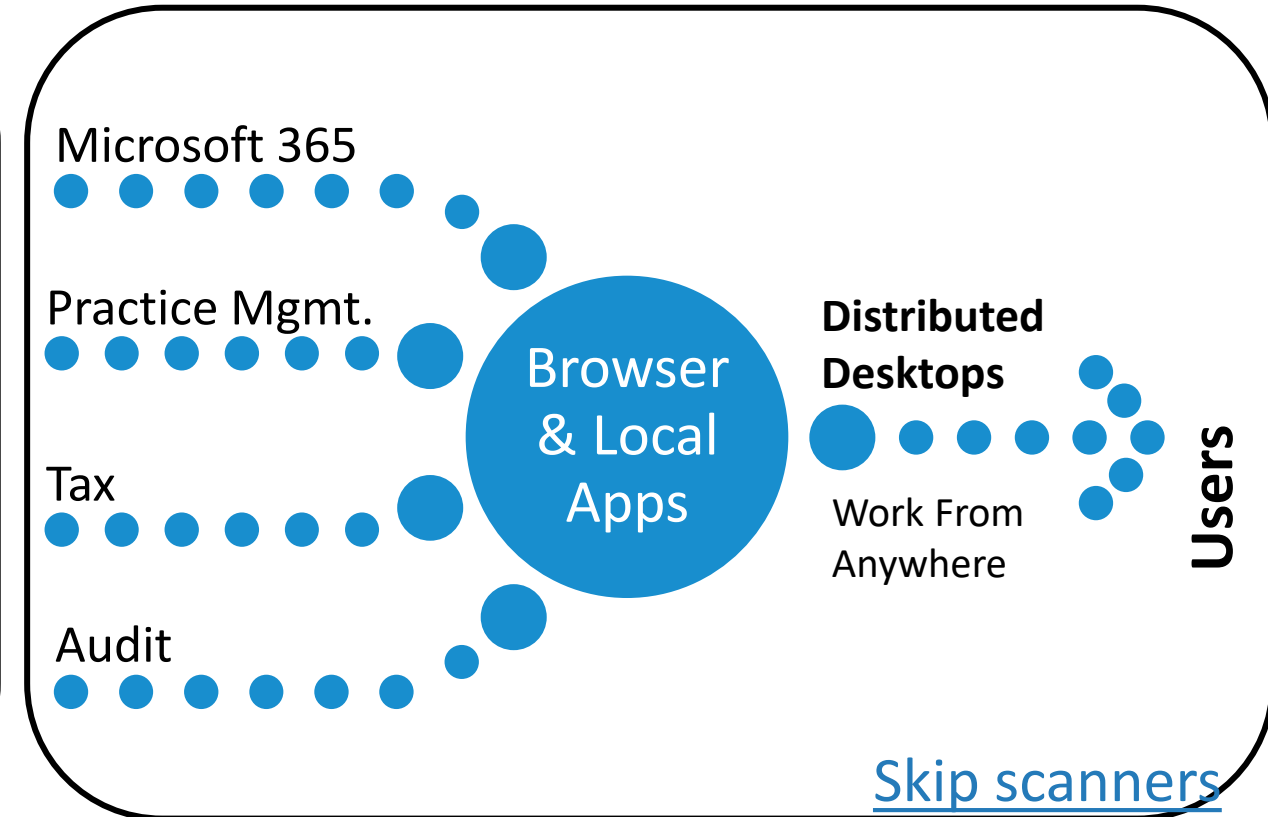 Microsoft 365
Practice Mgmt.
Tax
Audit
Browser
& Local
Apps
Distributed
Desktops
Work From
Anywhere
Users
Skip scanners